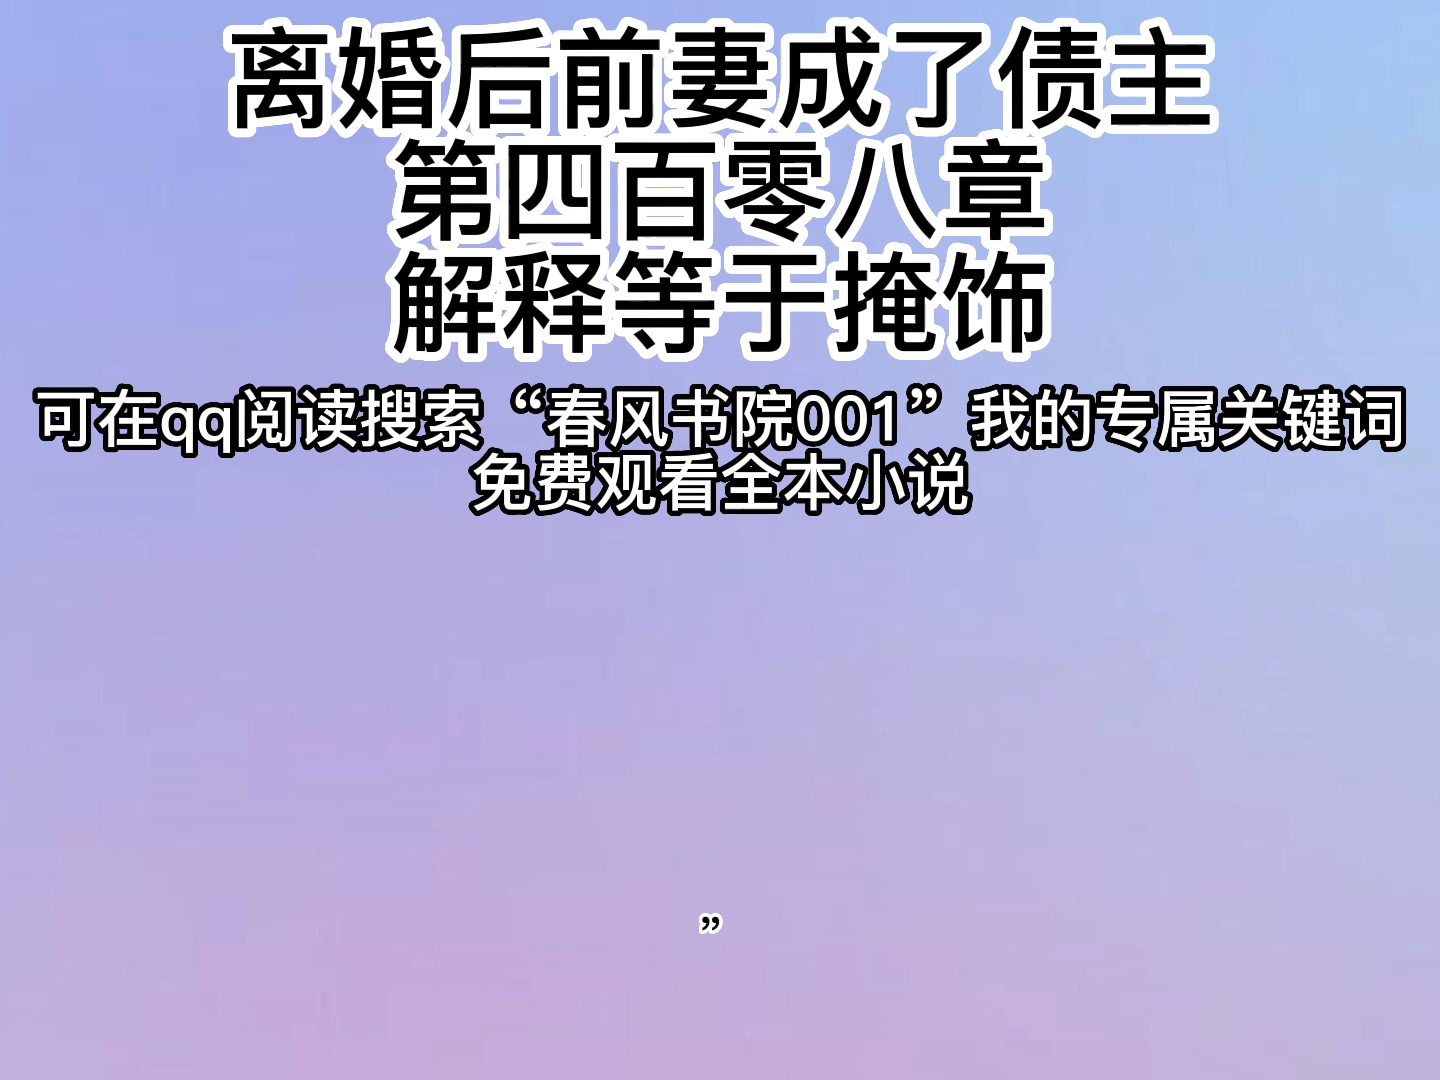 离婚后前妻成了债主
第四百零八章
解释等于掩饰
可在qq阅读搜索“春风书院001”我的专属关键词
免费观看全本小说
”